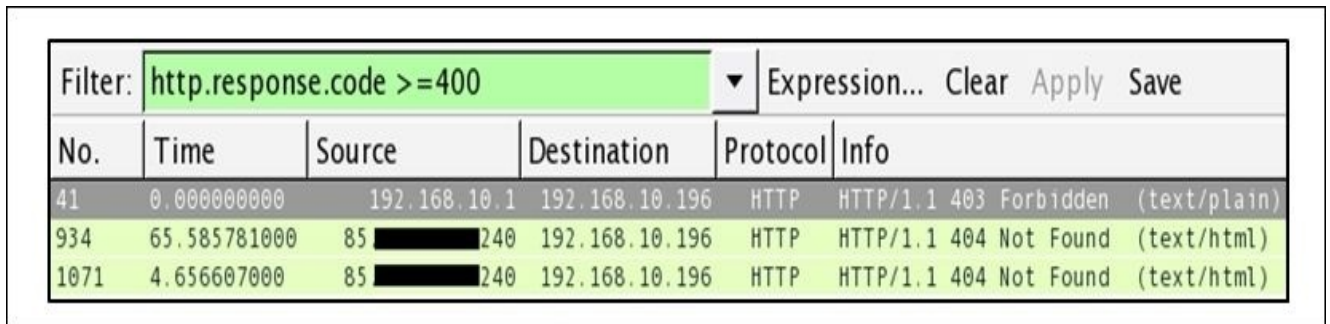 Filter: http.response.code >=400 Expression... Clear Apply Save
No. Time Source Destination Protocol Info
41 0.000000000 192.168.10.1 192.168.10.196 HTTP HTTP/1.1 403 Forbidden (text/plain)
934 65.585781000 85. 240 192.168.10.196 HTTP HTTP/1.1 404 Not Found (text/html)
1071 4.656607000 85. 240 192.168.10.196 HTTP HTTP/1.1 404 Not Found (text/html)